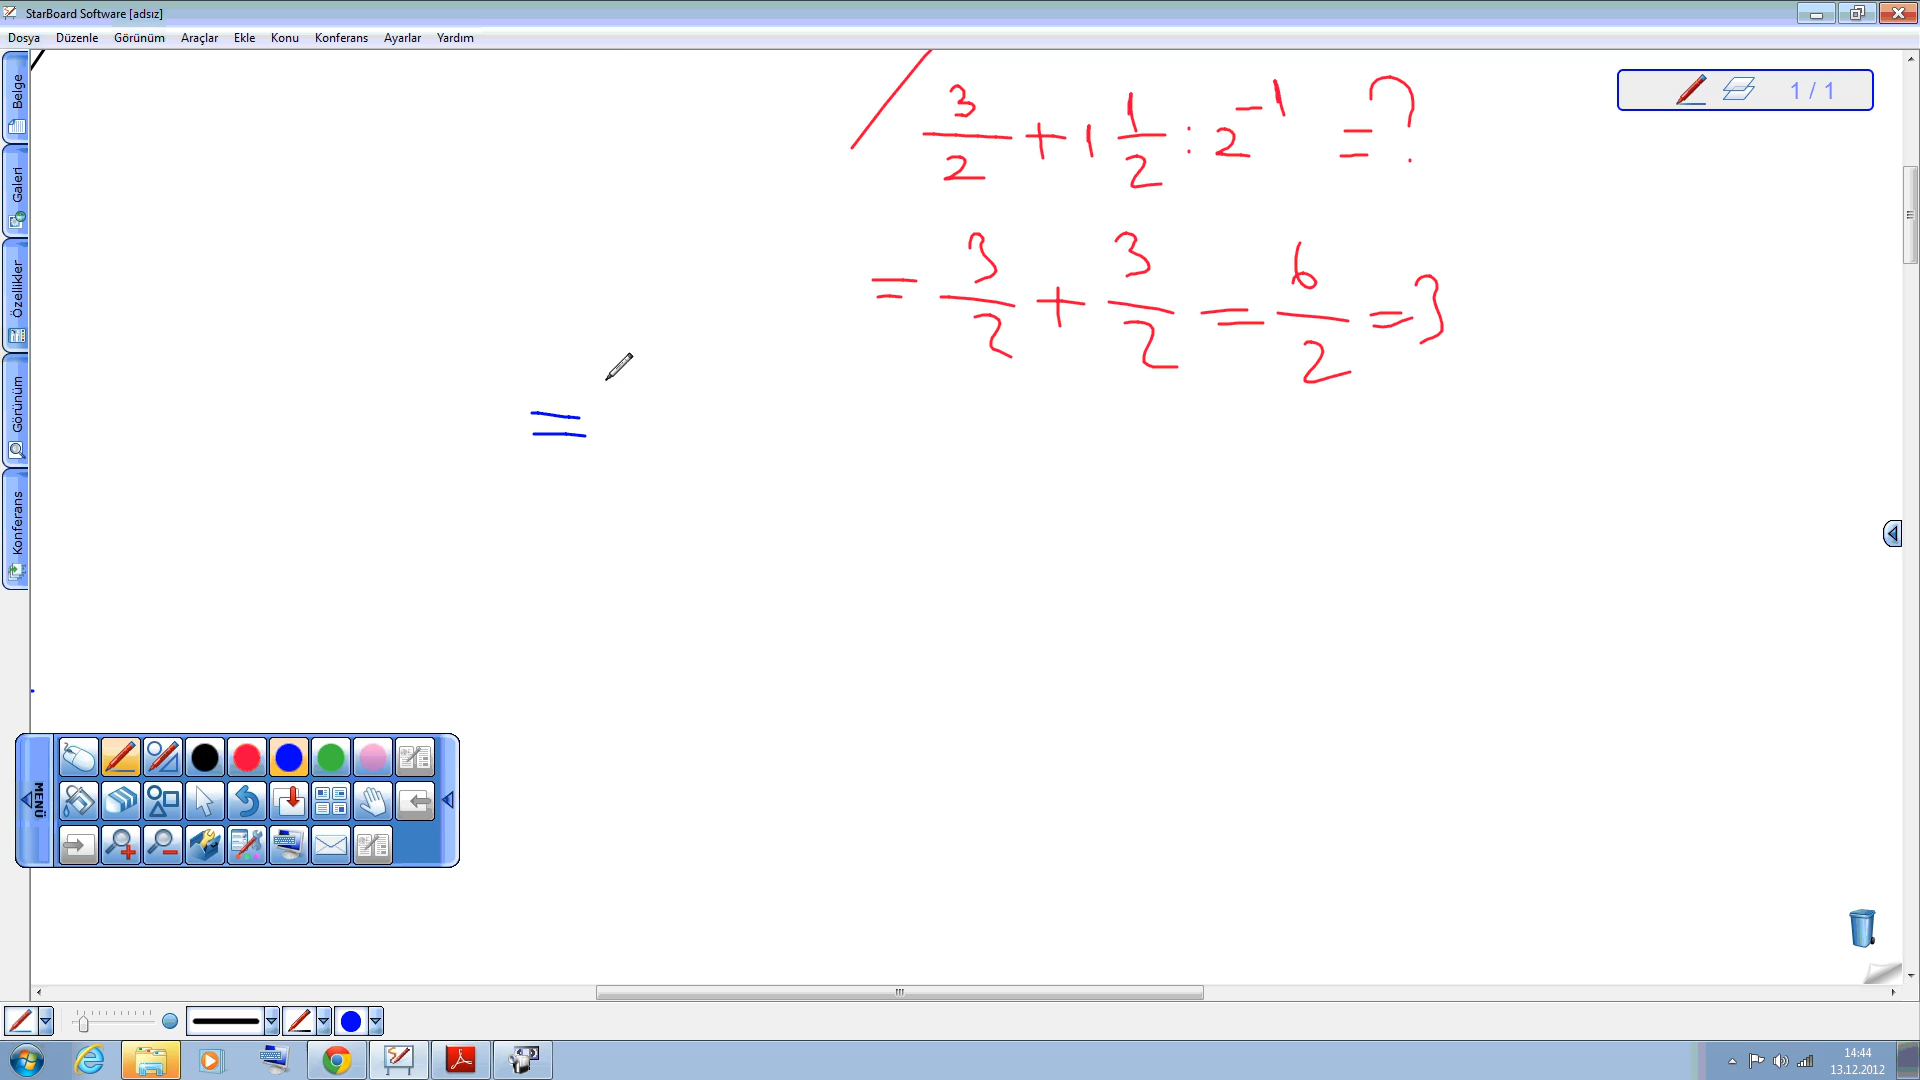 StarBoard Software [adsız]
Dosya Düzenle Görünüm Araçlar Ekle Konu Konferans Ayarlar Yardım
Belge
Galeri
Özellikler
Görünüm
Konferans
1 / 1
3/2 + 1 1/2 : 2^-1 = ?
= 3/2 + 3/2 = 6/2 = 3
=
MENÜ
14:44
13.12.2012